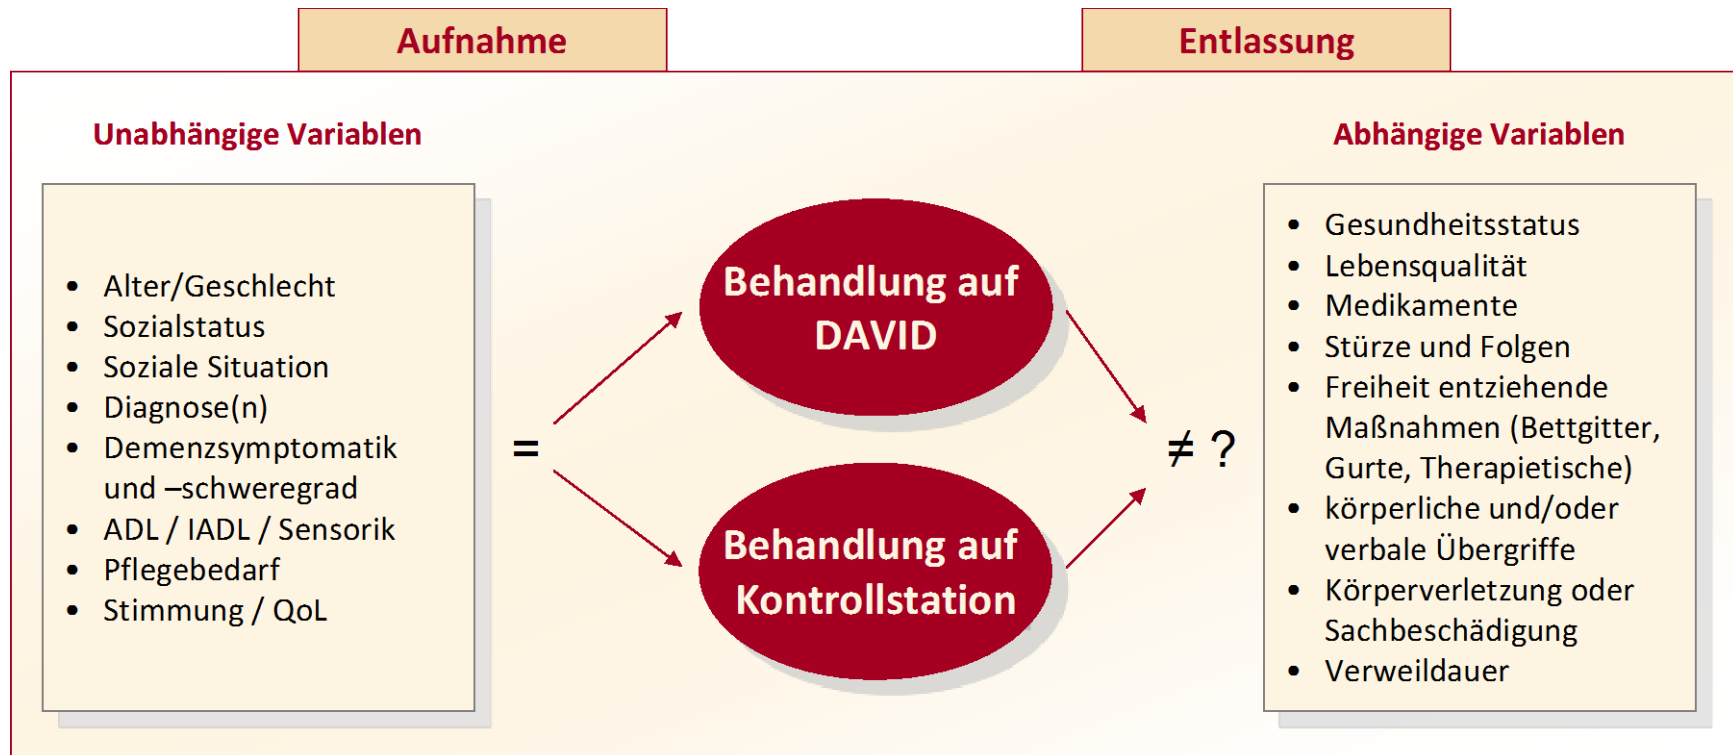 Aufnahme
Entlassung
Unabhängige Variablen
Abhängige Variablen
• Alter/Geschlecht
• Sozialstatus
• Soziale Situation
• Diagnose(n)
• Demenzsymptomatik
und –schweregrad
• ADL / IADL / Sensorik
• Pflegebedarf
• Stimmung / QoL
=
Behandlung auf
DAVID
Behandlung auf
Kontrollstation
≠ ?
• Gesundheitsstatus
• Lebensqualität
• Medikamente
• Stürze und Folgen
• Freiheit entziehende
Maßnahmen (Bettgitter,
Gurte, Therapietische)
• körperliche und/oder
verbale Übergriffe
• Körperverletzung oder
Sachbeschädigung
• Verweildauer